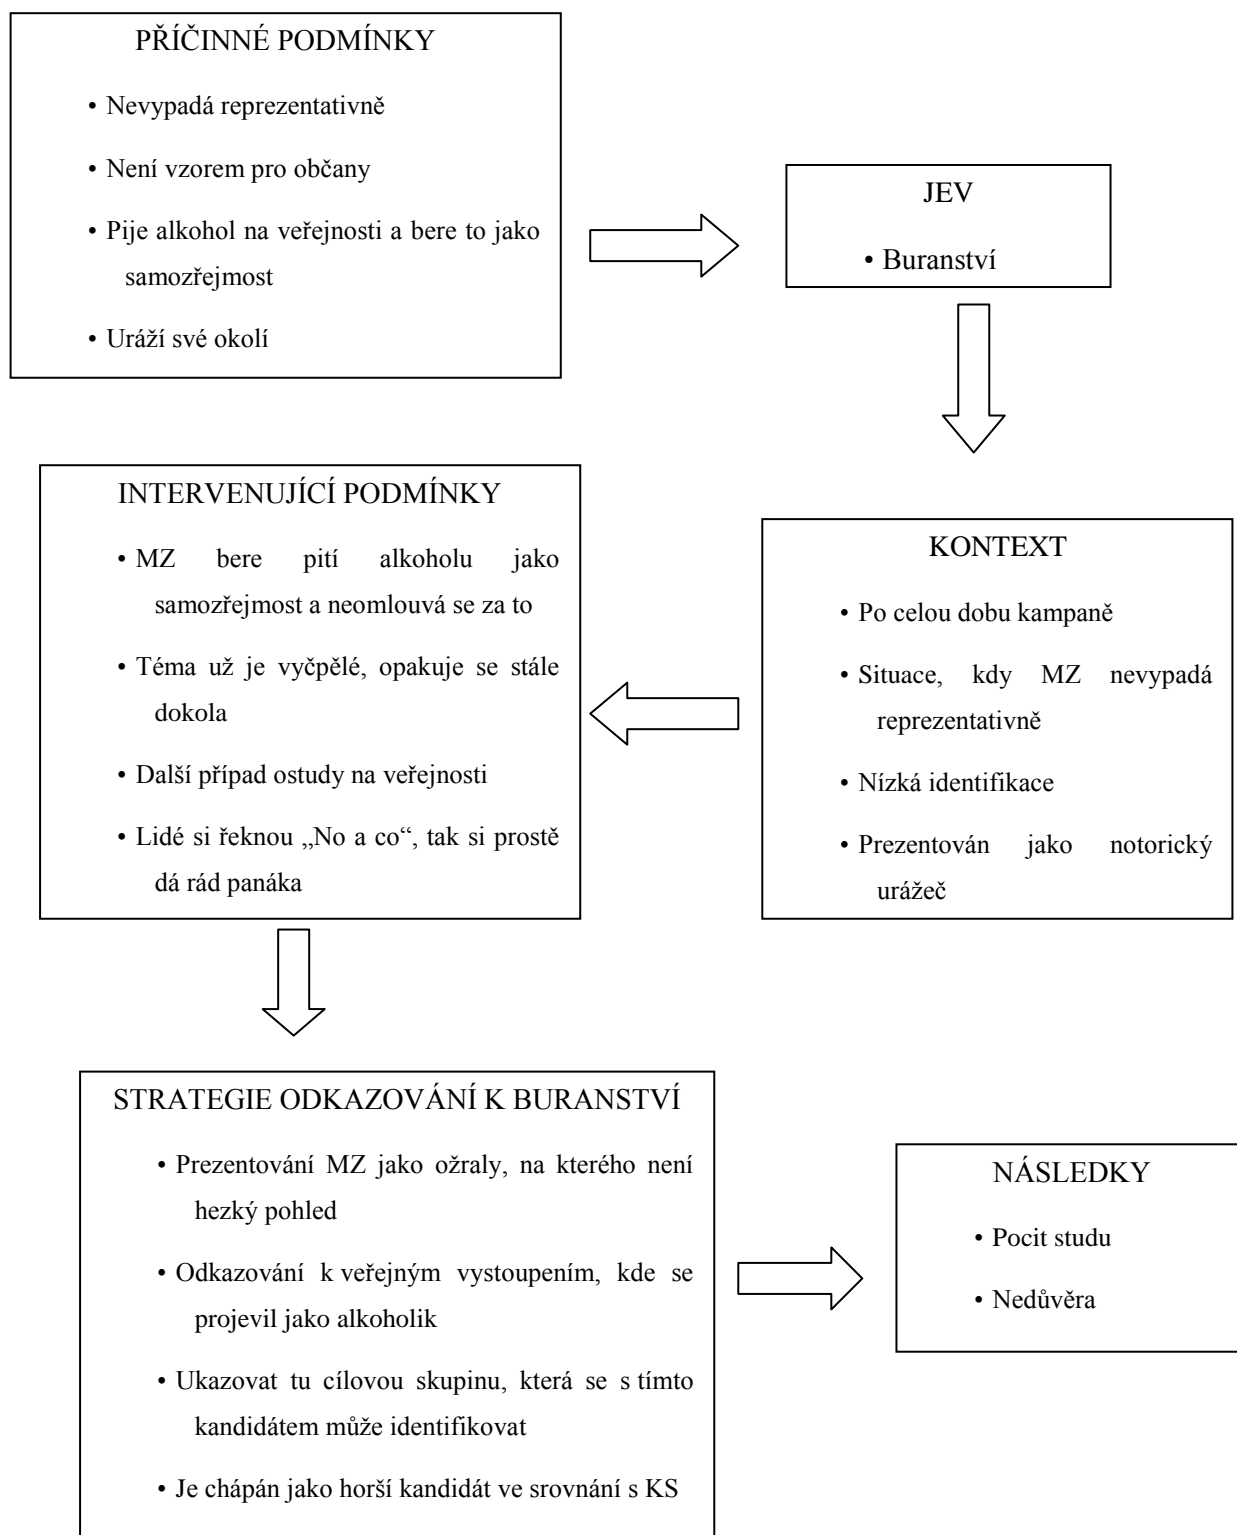 PŘÍČINNÉ PODMÍNKY
• Nevypadá reprezentativně
• Není vzorem pro občany
• Pije alkohol na veřejnosti a bere to jako
samozřejmost
• Uráží své okolí
JEV
• Buranství
KONTEXT
• Po celou dobu kampaně
• Situace, kdy MZ nevypadá
reprezentativně
• Nízká identifikace
• Prezentován jako notorický
urážeč
INTERVENUJÍCÍ PODMÍNKY
• MZ bere pití alkoholu jako
samozřejmost a neomlouvá se za to
• Téma už je vyčpělé, opakuje se stále
dokola
• Další případ ostudy na veřejnosti
• Lidé si řeknou „No a co“, tak si prostě
dá rád panáka
STRATEGIE ODKAZOVÁNÍ K BURANSTVÍ
• Prezentování MZ jako ožraly, na kterého není
hezký pohled
• Odkazování k veřejným vystoupením, kde se
projevil jako alkoholik
• Ukazovat tu cílovou skupinu, která se s tímto
kandidátem může identifikovat
• Je chápán jako horší kandidát ve srovnání s KS
NÁSLEDKY
• Pocit studu
• Nedůvěra